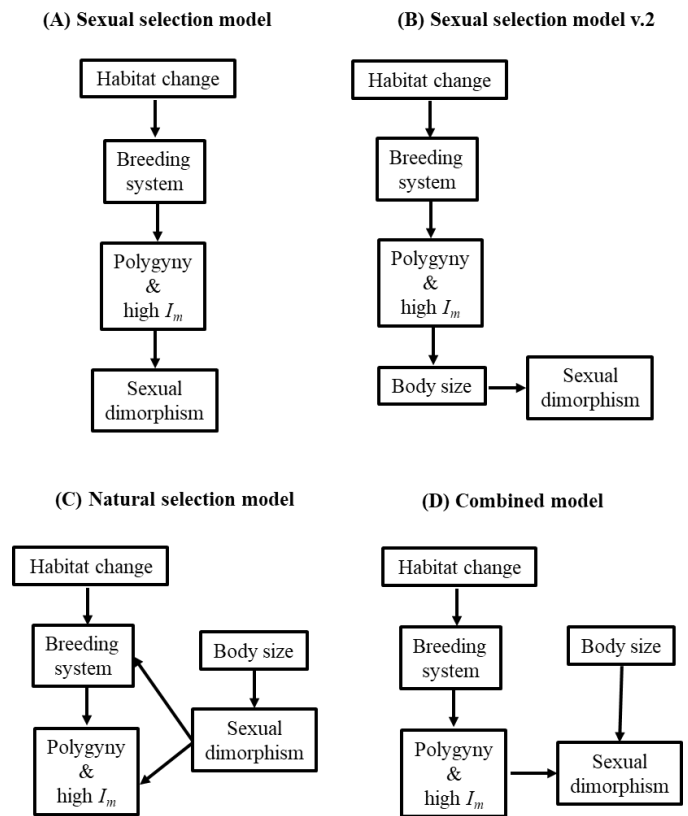 (A) Sexual selection model
Habitat change
Breeding
system
Polygyny
&
high Im
Sexual
dimorphism
(B) Sexual selection model v.2
Habitat change
Breeding
system
Polygyny
&
high Im
Body size
Sexual
dimorphism
(C) Natural selection model
Habitat change
Breeding
system
Polygyny
&
high Im
Body size
Sexual
dimorphism
(D) Combined model
Habitat change
Breeding
system
Polygyny
&
high Im
Body size
Sexual
dimorphism